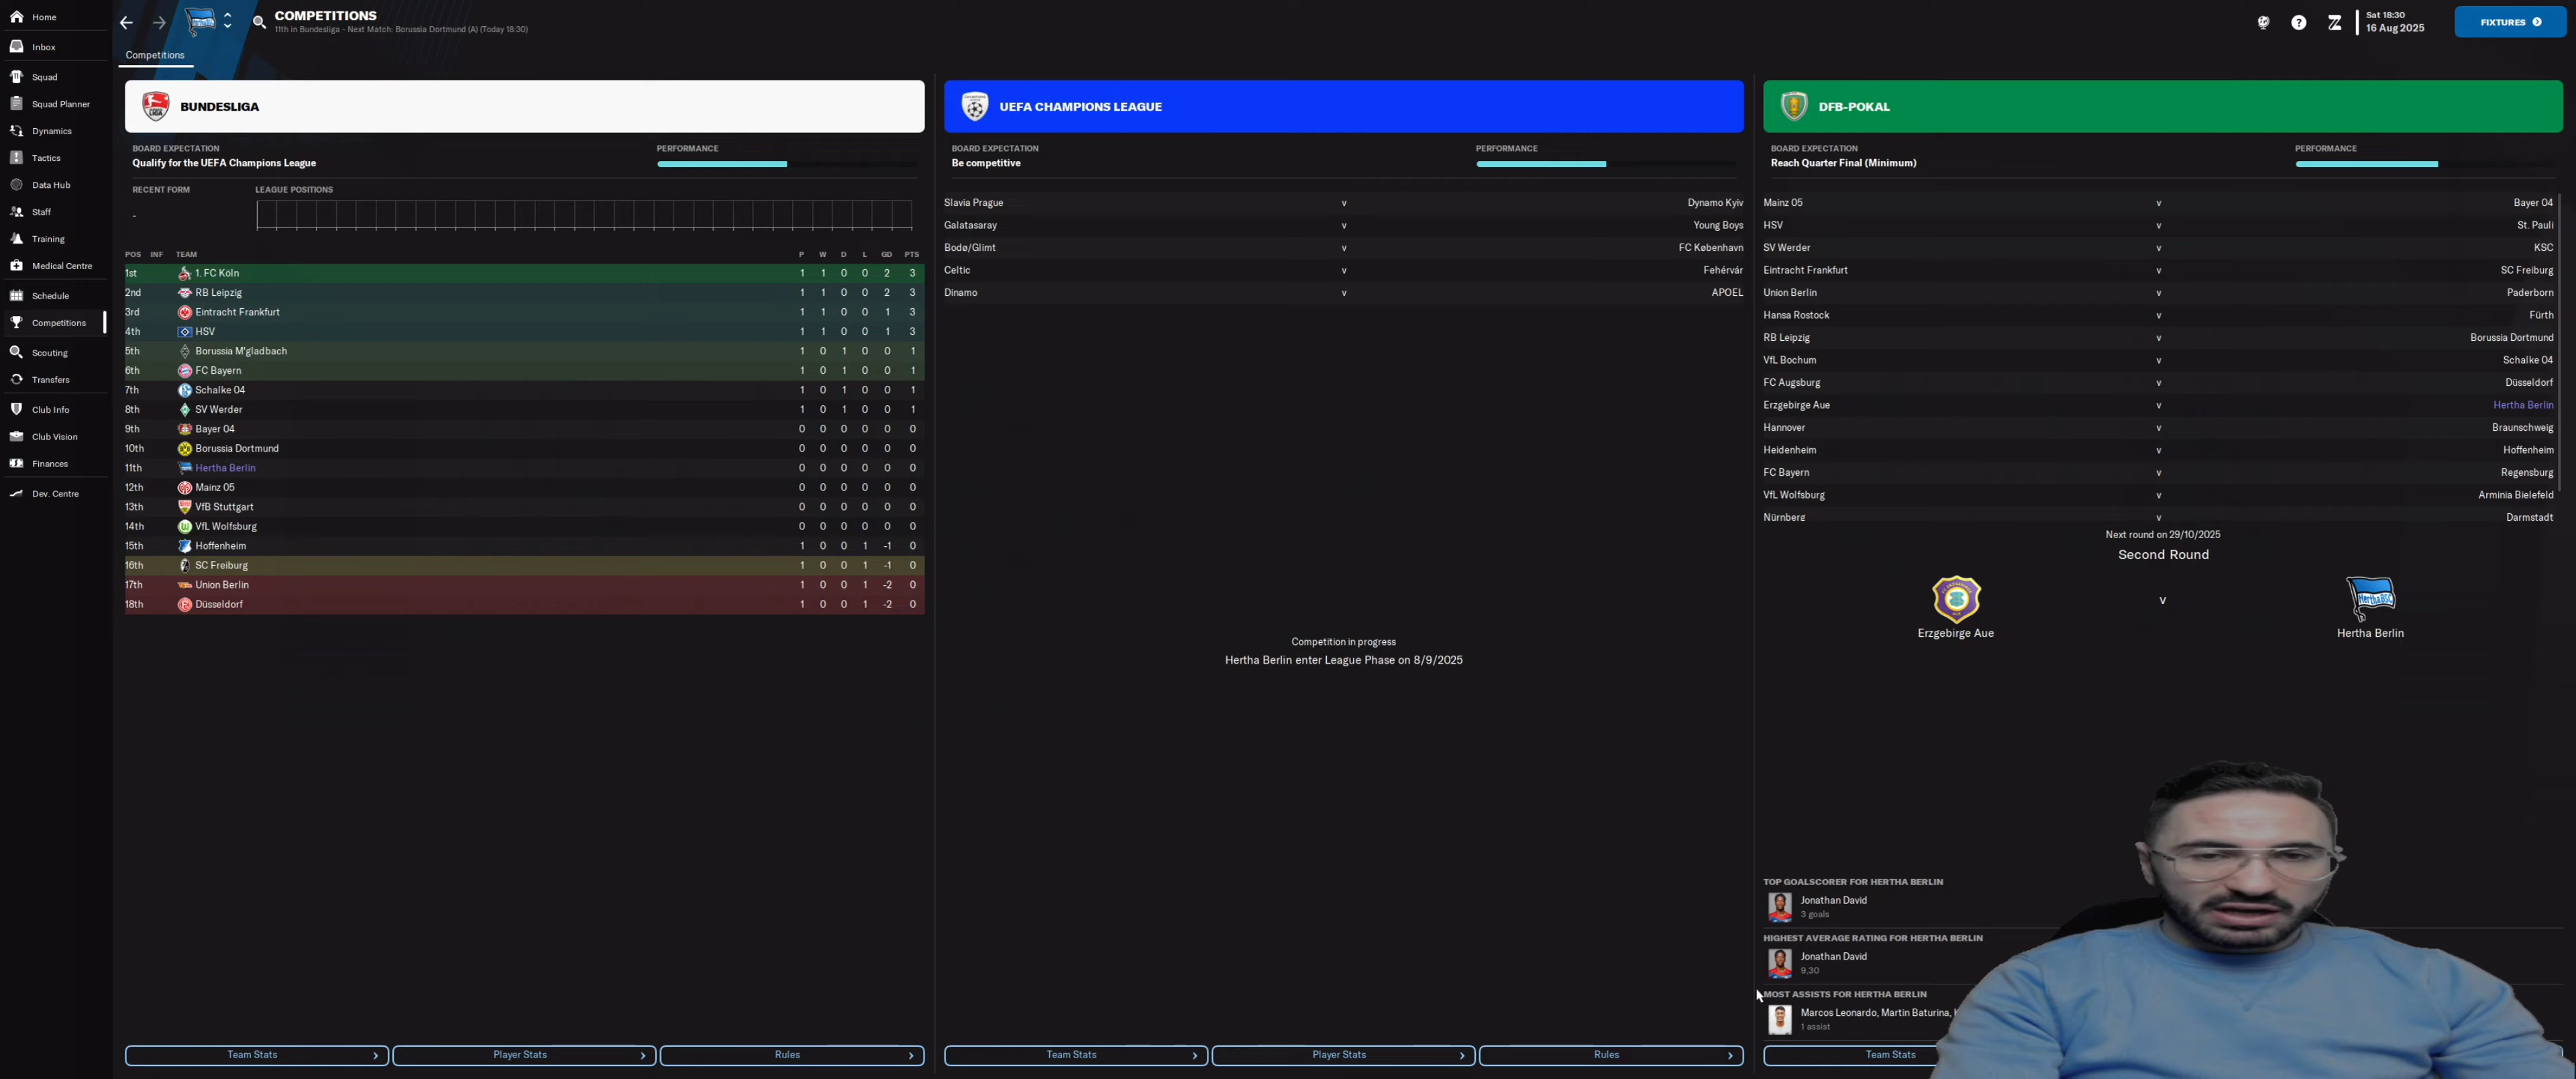 Home
Inbox
Squad
Squad Planner
Dynamics
Tactics
Data Hub
Staff
Training
Medical Centre
Schedule
Competitions
Scouting
Transfers
Club Info
Club Vision
Finances
Dev. Centre
COMPETITIONS
11th in Bundesliga - Next Match: Borussia Dortmund (A) (Today 18:30)
Sat 18:30
16 Aug 2025
FIXTURES
Competitions
BUNDESLIGA
BOARD EXPECTATION
Qualify for the UEFA Champions League
PERFORMANCE
RECENT FORM
LEAGUE POSITIONS
-
POS INF TEAM P W D L GD PTS
1st 1. FC Köln 1 1 0 0 2 3
2nd RB Leipzig 1 1 0 0 2 3
3rd Eintracht Frankfurt 1 1 0 0 1 3
4th HSV 1 1 0 0 1 3
5th Borussia M'gladbach 1 0 1 0 0 1
6th FC Bayern 1 0 1 0 0 1
7th Schalke 04 1 0 1 0 0 1
8th SV Werder 1 0 1 0 0 1
9th Bayer 04 0 0 0 0 0 0
10th Borussia Dortmund 0 0 0 0 0 0
11th Hertha Berlin 0 0 0 0 0 0
12th Mainz 05 0 0 0 0 0 0
13th VfB Stuttgart 0 0 0 0 0 0
14th VfL Wolfsburg 0 0 0 0 0 0
15th Hoffenheim 1 0 0 1 -1 0
16th SC Freiburg 1 0 0 1 -1 0
17th Union Berlin 1 0 0 1 -2 0
18th Düsseldorf 1 0 0 1 -2 0
Team Stats
Player Stats
Rules
UEFA CHAMPIONS LEAGUE
BOARD EXPECTATION
Be competitive
PERFORMANCE
Slavia Prague v Dynamo Kyiv
Galatasaray v Young Boys
Bodø/Glimt v FC København
Celtic v Fehérvár
Dinamo v APOEL
Competition in progress
Hertha Berlin enter League Phase on 8/9/2025
Team Stats
Player Stats
Rules
DFB-POKAL
BOARD EXPECTATION
Reach Quarter Final (Minimum)
PERFORMANCE
Mainz 05 v Bayer 04
HSV v St. Pauli
SV Werder v KSC
Eintracht Frankfurt v SC Freiburg
Union Berlin v Paderborn
Hansa Rostock v Fürth
RB Leipzig v Borussia Dortmund
VfL Bochum v Schalke 04
FC Augsburg v Düsseldorf
Erzgebirge Aue v Hertha Berlin
Hannover v Braunschweig
Heidenheim v Hoffenheim
FC Bayern v Regensburg
VfL Wolfsburg v Arminia Bielefeld
Nürnberg v Darmstadt
Next round on 29/10/2025
Second Round
v
Erzgebirge Aue
Hertha Berlin
TOP GOALSCORER FOR HERTHA BERLIN
Jonathan David
3 goals
HIGHEST AVERAGE RATING FOR HERTHA BERLIN
Jonathan David
9,30
MOST ASSISTS FOR HERTHA BERLIN
Marcos Leonardo, Martin Baturina,
1 assist
Team Stats